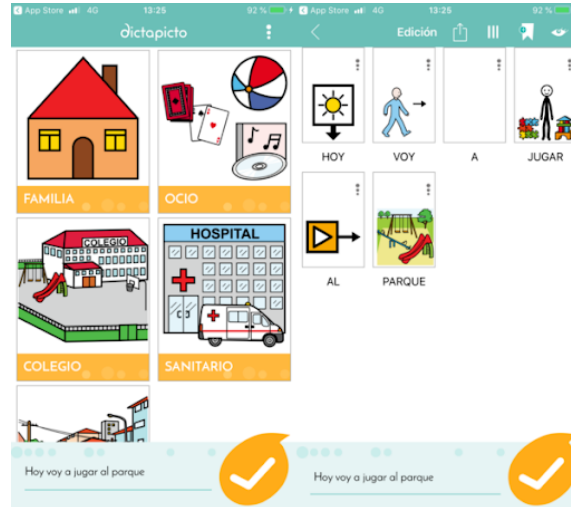 App Store 4G 13:25 92 %
dictapicto
FAMILIA
OCIO
COLEGIO
COLEGIO
HOSPITAL
SANITARIO
Hoy voy a jugar al parque
App Store 4G 13:25 92 %
Edición
HOY VOY A JUGAR
AL PARQUE
Hoy voy a jugar al parque